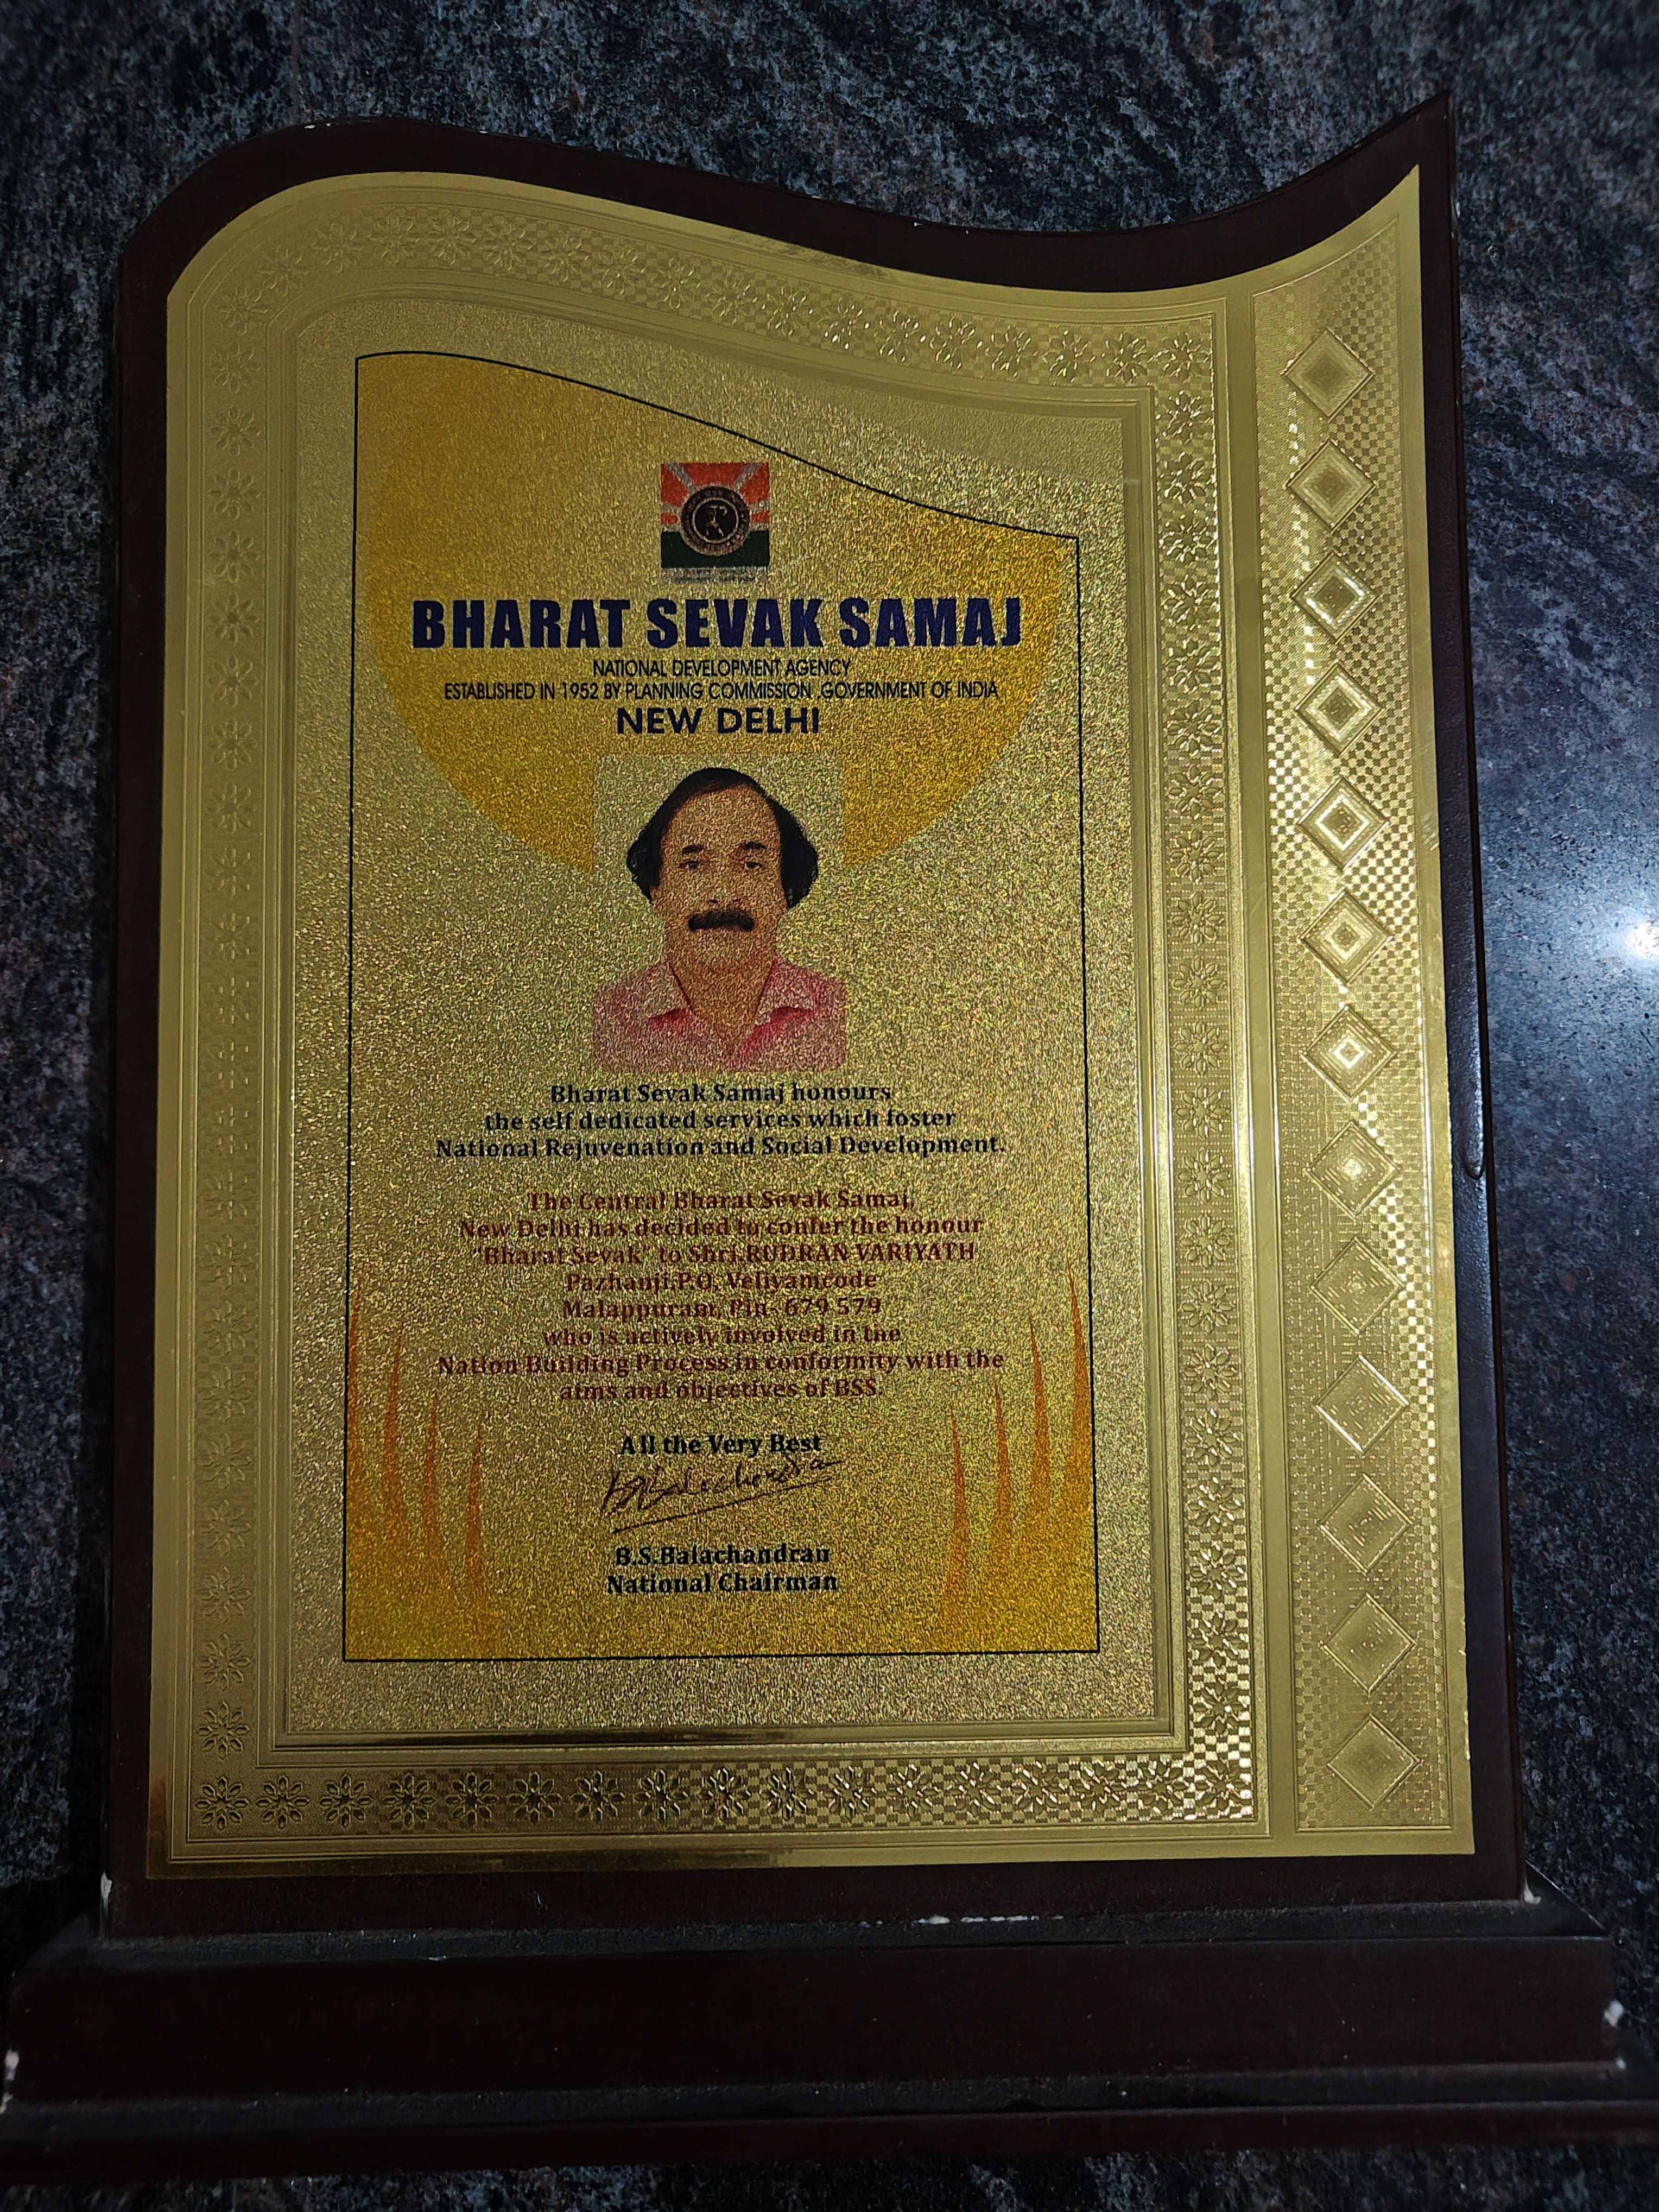 BHARAT SEVAK SAMAJ
NATIONAL DEVELOPMENT AGENCY
ESTABLISHED IN 1952 BY PLANNING COMMISSION ,GOVERNMENT OF INDIA
NEW DELHI
Bharat Sevak Samaj honours
the self dedicated services which foster
National Rejuvenation and Social Development.
The Central Bharat Sevak Samaj,
New Delhi has decided to confer the honour
"Bharat Sevak" to Shri.RUDRAN VARIYATH
Pazhanji.P.O, Veliyamcode
Malappuram, Pin- 679 579
who is actively involved in the
Nation Building Process in conformity with the
aims and objectives of BSS.
All the Very Best
B.S.Balachandran
National Chairman